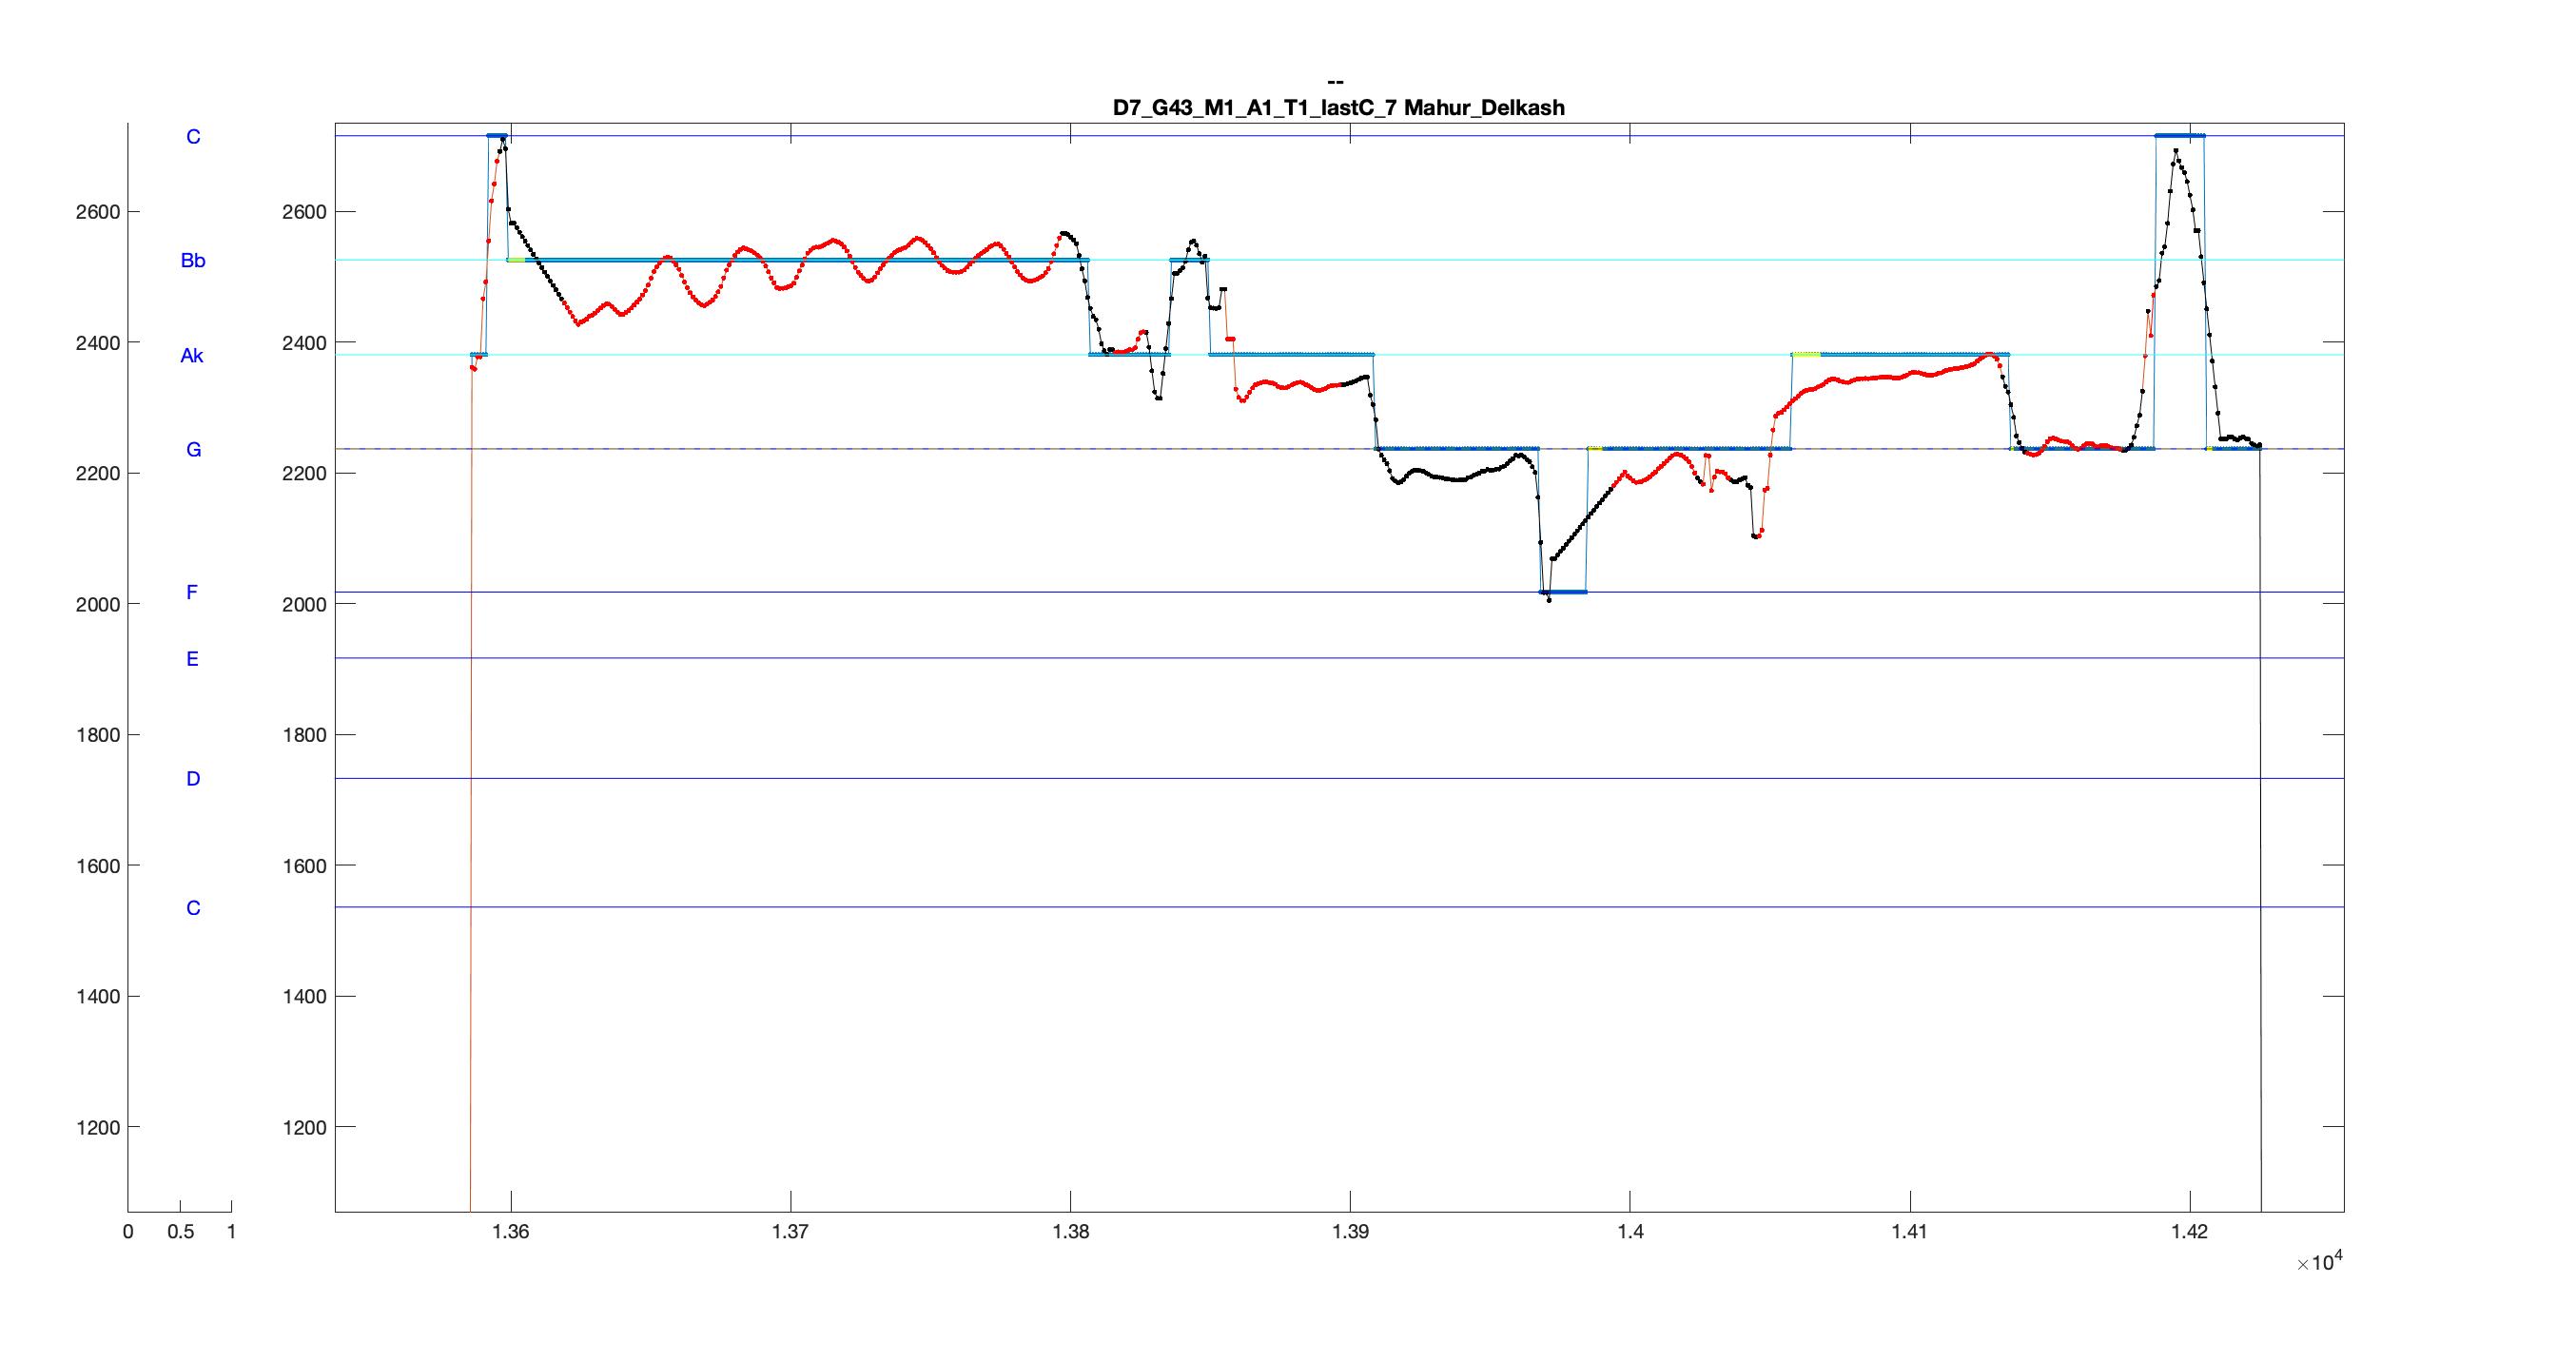 --
D7_G43_M1_A1_T1_lastC_7 Mahur_Delkash
C
2600 2600
Bb
2400 2400
Ak
G
2200 2200
F
2000 2000
E
1800 1800
D
1600 1600
C
1400 1400
1200 1200
0 0.5 1 1.36 1.37 1.38 1.39 1.4 1.41 1.42
×10⁴